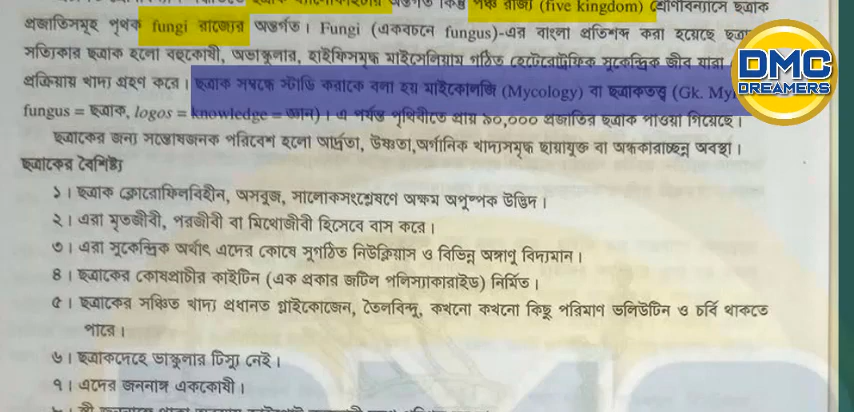 পঞ্চ রাজ্য (five kingdom) শ্রেণিবিন্যাসে ছত্রাক
প্রজাতিসমূহ পৃথক fungi রাজ্যের অন্তর্গত। Fungi (একবচনে fungus)-এর বাংলা প্রতিশব্দ করা হয়েছে
সত্যিকার ছত্রাক হলো বহুকোষী, অভাস্কুলার, হাইফিসমৃদ্ধ মাইসেলিয়াম গঠিত হেটেরোট্রফিক সুকেন্দ্রিক জীব যারা
প্রক্রিয়ায় খাদ্য গ্রহণ করে। ছত্রাক সম্বন্ধে স্টাডি করাকে বলা হয় মাইকোলজি (Mycology) বা ছত্রাকতত্ত্ব (Gk.
fungus = ছত্রাক, logos = knowledge = জ্ঞান)। এ পর্যন্ত পৃথিবীতে প্রায় ৯০,০০০ প্রজাতির ছত্রাক পাওয়া গিয়েছে।
ছত্রাকের জন্য সন্তোষজনক পরিবেশ হলো আর্দ্রতা, উষ্ণতা,অর্গানিক খাদ্যসমৃদ্ধ ছায়াযুক্ত বা অন্ধকারাচ্ছন্ন অবস্থা।
ছত্রাকের বৈশিষ্ট্য
১। ছত্রাক ক্লোরোফিলবিহীন, অসবুজ, সালোকসংশ্লেষণে অক্ষম অপুষ্পক উদ্ভিদ।
২। এরা মৃতজীবী, পরজীবী বা মিথোজীবী হিসেবে বাস করে।
৩। এরা সুকেন্দ্রিক অর্থাৎ এদের কোষে সুগঠিত নিউক্লিয়াস ও বিভিন্ন অঙ্গাণু বিদ্যমান।
৪। ছত্রাকের কোষপ্রাচীর কাইটিন (এক প্রকার জটিল পলিস্যাকারাইড) নির্মিত।
৫। ছত্রাকের সঞ্চিত খাদ্য প্রধানত গ্লাইকোজেন, তৈলবিন্দু, কখনো কখনো কিছু পরিমাণ ভলিউটিন ও চর্বি থাকতে
পারে।
৬। ছত্রাকদেহে ভাস্কুলার টিস্যু নেই।
৭। এদের জননাঙ্গ এককোষী।
DMC
DREAMERS